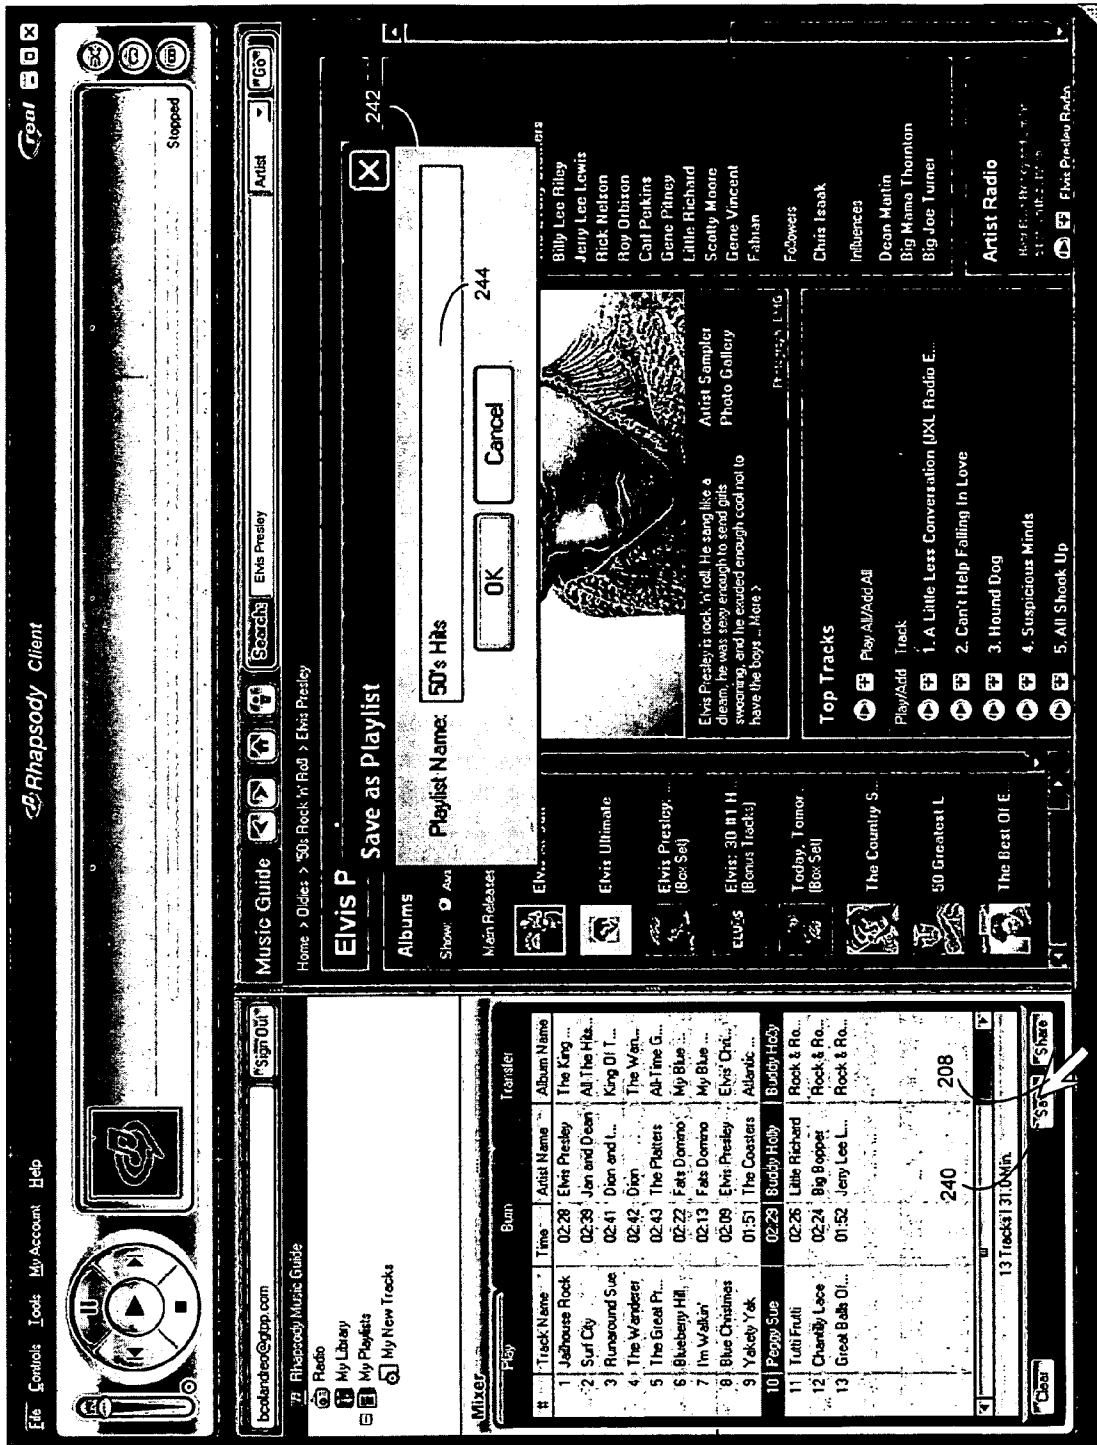 File Controls Tools My Account Help
Rhapsody Client
real
Stopped
bcolandreo@gtop.com
Sign Out
Music Guide
Search:
Elvis Presley
Artist
Go
Home > Oldies > '50s Rock 'n' Roll > Elvis Presley
Rhapsody Music Guide
Radio
My Library
My Playlists
My New Tracks
Elvis P
Save as Playlist
242
Playlist Name:
50's Hits
244
OK
Cancel
Albums
Show:
Main Releases
Elvis Ultimate
Elvis Presley, ...
[Box Set]
Elvis: 30 #1 H...
[Bonus Tracks]
Today, Tomor...
[Box Set]
The Country S...
50 Greatest L
The Best Of E...
Elvis Presley is rock 'n' roll. He sang like a
dream, he was sexy enough to send girls
swooning, and he exuded enough cool not to
have the boys ... More >
Artist Sampler
Photo Gallery
Top Tracks
Play All/Add All
Play/Add Track
1. A Little Less Conversation [JXL Radio E...
2. Can't Help Falling In Love
3. Hound Dog
4. Suspicious Minds
5. All Shook Up
Billy Lee Riley
Jerry Lee Lewis
Rick Nelson
Roy Orbison
Carl Perkins
Gene Pitney
Little Richard
Scotty Moore
Gene Vincent
Fabian
Followers
Chris Isaak
Influences
Dean Martin
Big Mama Thornton
Big Joe Turner
Artist Radio
Elvis Presley Radio
Mixer
Play Burn Transfer
# Track Name Time Artist Name Album Name
1 Jailhouse Rock 02:28 Elvis Presley The King ...
2 Surf City 02:39 Jan and Dean All The Hits...
3 Runaround Sue 02:41 Dion and t... King Of T...
4 The Wanderer 02:42 Dion The Wan...
5 The Great Pr... 02:43 The Platters All-Time G...
6 Blueberry Hill 02:22 Fats Domino My Blue ...
7 I'm Walkin' 02:13 Fats Domino My Blue ...
8 Blue Christmas 02:09 Elvis Presley Elvis' Chri...
9 Yakety Yak 01:51 The Coasters Atlantic ...
10 Peggy Sue 02:29 Buddy Holly Buddy Holly
11 Tutti Frutti 02:26 Little Richard Rock & Ro...
12 Chantilly Lace 02:24 Big Bopper Rock & Ro...
13 Great Balls Of... 01:52 Jerry Lee L... Rock & Ro...
240
208
13 Tracks | 31.0 Min.
Clear
Share